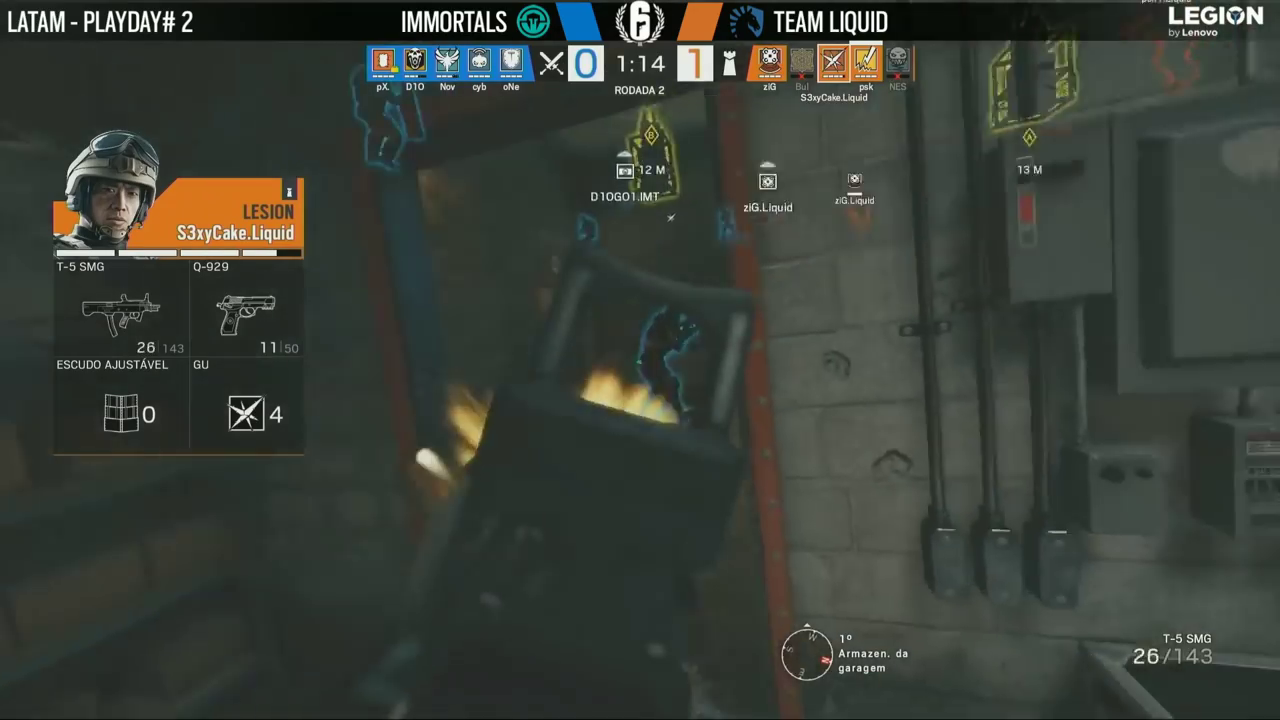 LATAM - PLAYDAY# 2
IMMORTALS
6
TEAM LIQUID
LEGION
by Lenovo
0
1:14
1
RODADA 2
pX.
D1O
Nov
cyb
oNe
ziG
Bul
S3xyCake.Liquid
psk
NES
B
12 M
D1OGO1.IMT
ziG.Liquid
ziG.Liquid
A
13 M
LESION
S3xyCake.Liquid
T-5 SMG
Q-929
26|143
11|50
ESCUDO AJUSTÁVEL
GU
0
4
1º
Armazen. da
garagem
T-5 SMG
26/143